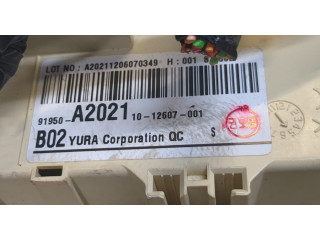 LOT NO : A20211206070349 H : 001
91950-A2021 10-12607-001
B02 YURA Corporation QC S